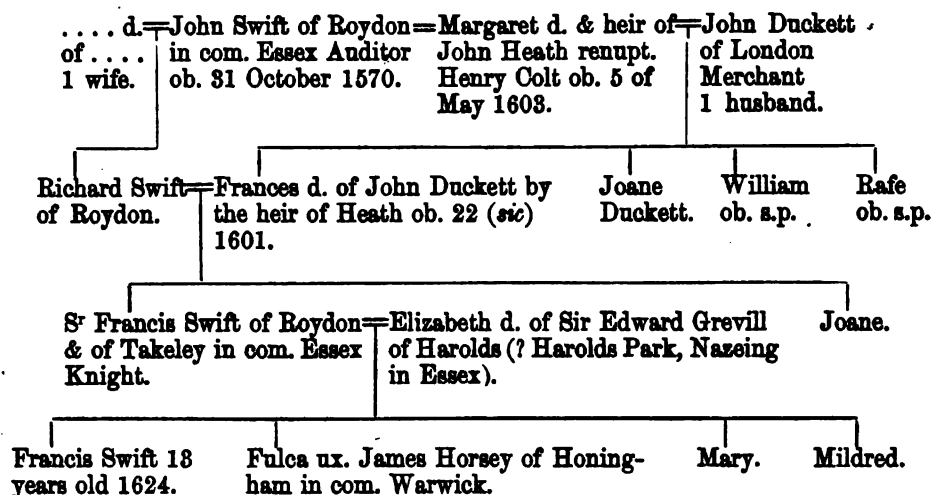 .... d.
of ....
1 wife.
John Swift of Roydon
in com. Essex Auditor
ob. 31 October 1570.
Margaret d. & heir of
John Heath renupt.
Henry Colt ob. 5 of
May 1603.
John Duckett
of London
Merchant
1 husband.
Richard Swift
of Roydon.
Frances d. of John Duckett by
the heir of Heath ob. 22 (sic)
1601.
Joane
Duckett.
William
ob. s.p.
Rafe
ob. s.p.
Sr Francis Swift of Roydon
& of Takeley in com. Essex
Knight.
Elizabeth d. of Sir Edward Grevill
of Harolds (? Harolds Park, Nazeing
in Essex).
Joane.
Francis Swift 13
years old 1624.
Fulca ux. James Horsey of Honing-
ham in com. Warwick.
Mary.
Mildred.